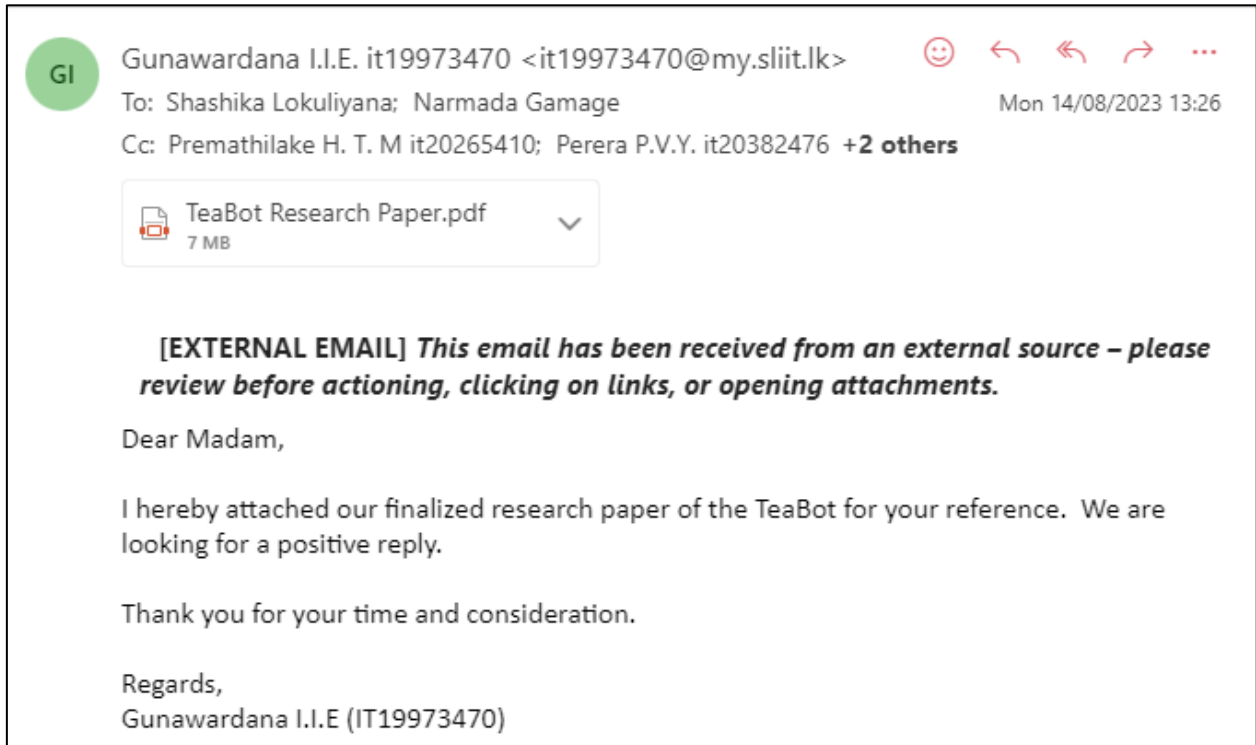 GI
Gunawardana I.I.E. it19973470 <it19973470@my.sliit.lk>
To: Shashika Lokuliyana; Narmada Gamage
Mon 14/08/2023 13:26
Cc: Premathilake H. T. M it20265410; Perera P.V.Y. it20382476 +2 others
TeaBot Research Paper.pdf
7 MB
[EXTERNAL EMAIL] This email has been received from an external source – please
review before actioning, clicking on links, or opening attachments.
Dear Madam,
I hereby attached our finalized research paper of the TeaBot for your reference. We are
looking for a positive reply.
Thank you for your time and consideration.
Regards,
Gunawardana I.I.E (IT19973470)